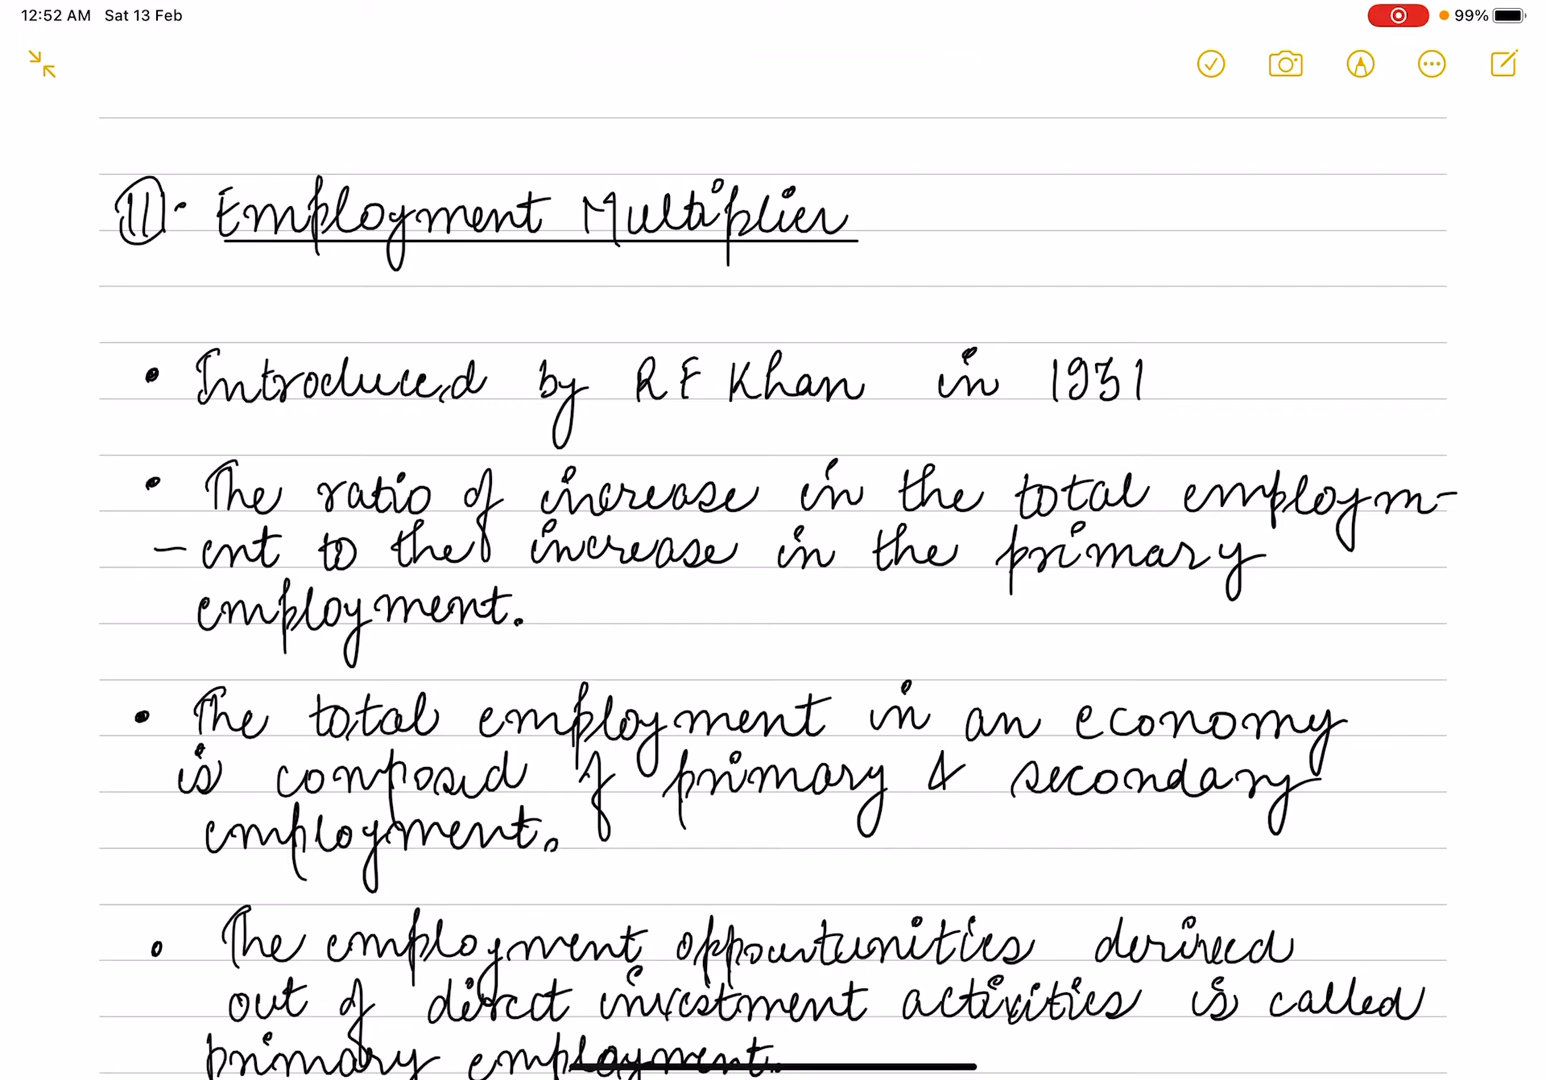 12:52 AM Sat 13 Feb
99%
11. Employment Multiplier
• Introduced by R F Khan in 1931
• The ratio of increase in the total employm-
-ent to the increase in the primary
employment.
• The total employment in an economy
is composed of primary & secondary
employment.
• The employment opportunities derived
out of direct investment activities is called
primary employment.